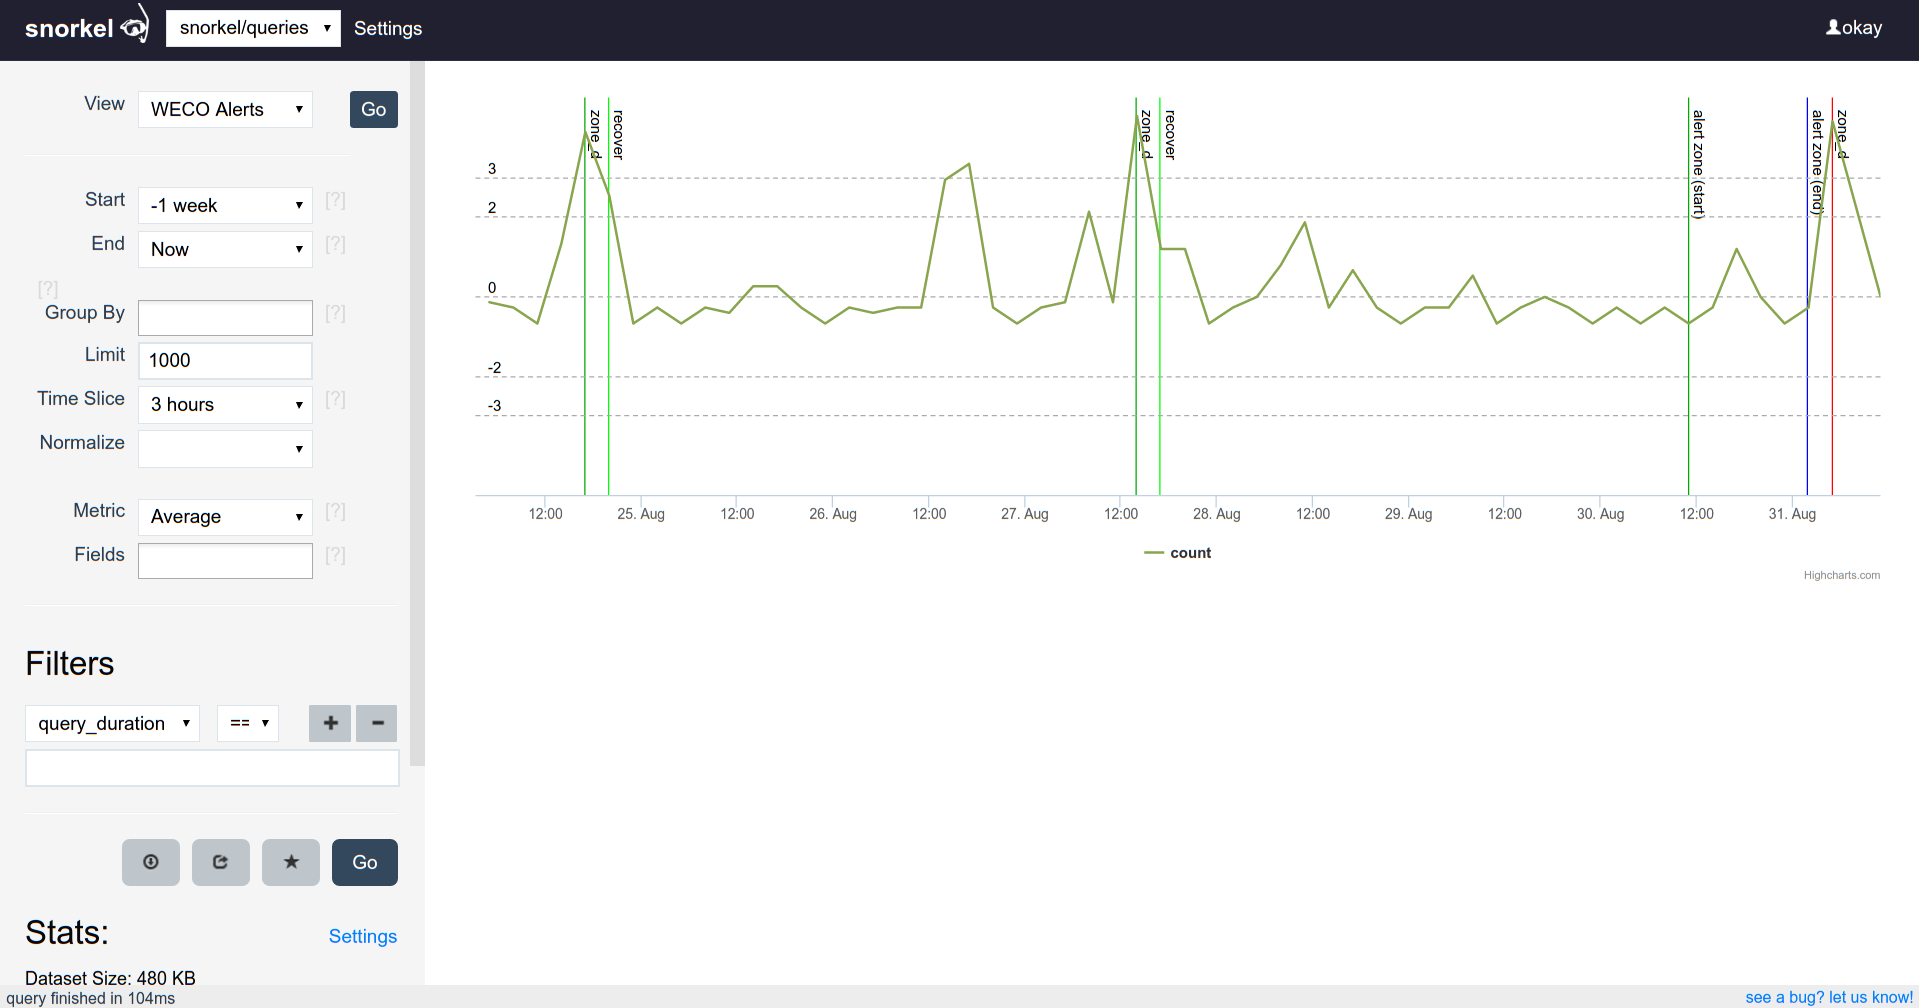 snorkel
snorkel/queries
Settings
okay
View
WECO Alerts
Go
Start
-1 week
[?]
End
Now
[?]
[?]
Group By
[?]
Limit
1000
Time Slice
3 hours
[?]
Normalize
Metric
Average
[?]
Fields
[?]
Filters
query_duration
==
Go
Stats:
Settings
Dataset Size: 480 KB
query finished in 104ms
zone_d
recover
zone_d
recover
alert zone (start)
alert zone (end)
zone_d
3
2
0
-2
-3
12:00
25. Aug
12:00
26. Aug
12:00
27. Aug
12:00
28. Aug
12:00
29. Aug
12:00
30. Aug
12:00
31. Aug
count
Highcharts.com
see a bug? let us know!